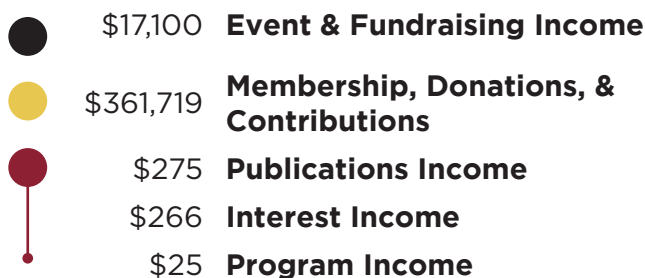 $17,100 Event & Fundraising Income
$361,719 Membership, Donations, &
Contributions
$275 Publications Income
$266 Interest Income
$25 Program Income